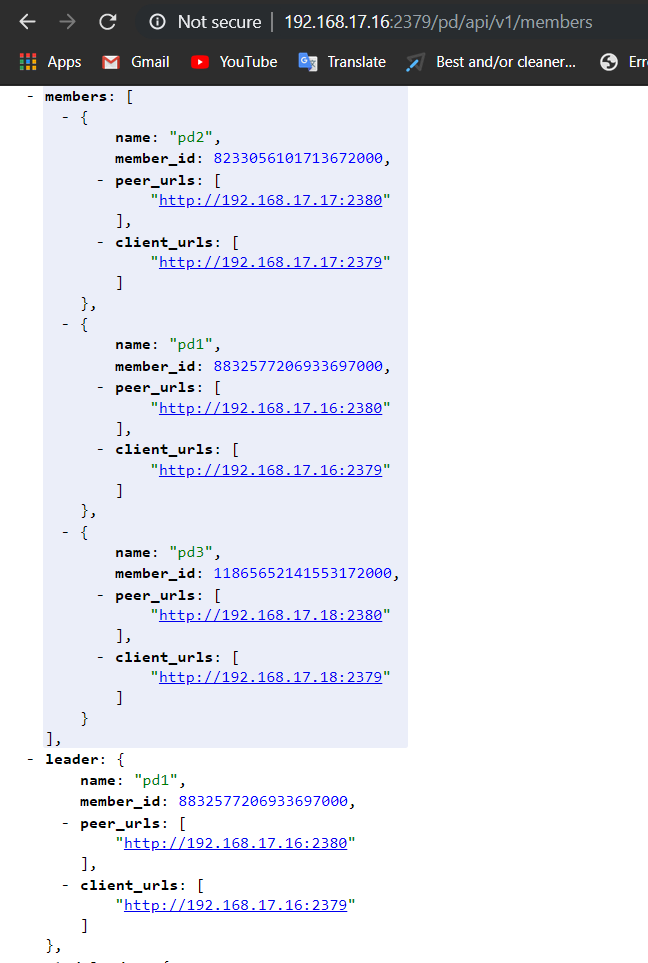 Not secure | 192.168.17.16:2379/pd/api/v1/members
Apps Gmail YouTube Translate Best and/or cleaner... Err
- members: [
- {
name: "pd2",
member_id: 8233056101713672000,
- peer_urls: [
"http://192.168.17.17:2380"
],
- client_urls: [
"http://192.168.17.17:2379"
]
},
- {
name: "pd1",
member_id: 8832577206933697000,
- peer_urls: [
"http://192.168.17.16:2380"
],
- client_urls: [
"http://192.168.17.16:2379"
]
},
- {
name: "pd3",
member_id: 11865652141553172000,
- peer_urls: [
"http://192.168.17.18:2380"
],
- client_urls: [
"http://192.168.17.18:2379"
]
}
],
- leader: {
name: "pd1",
member_id: 8832577206933697000,
- peer_urls: [
"http://192.168.17.16:2380"
],
- client_urls: [
"http://192.168.17.16:2379"
]
},